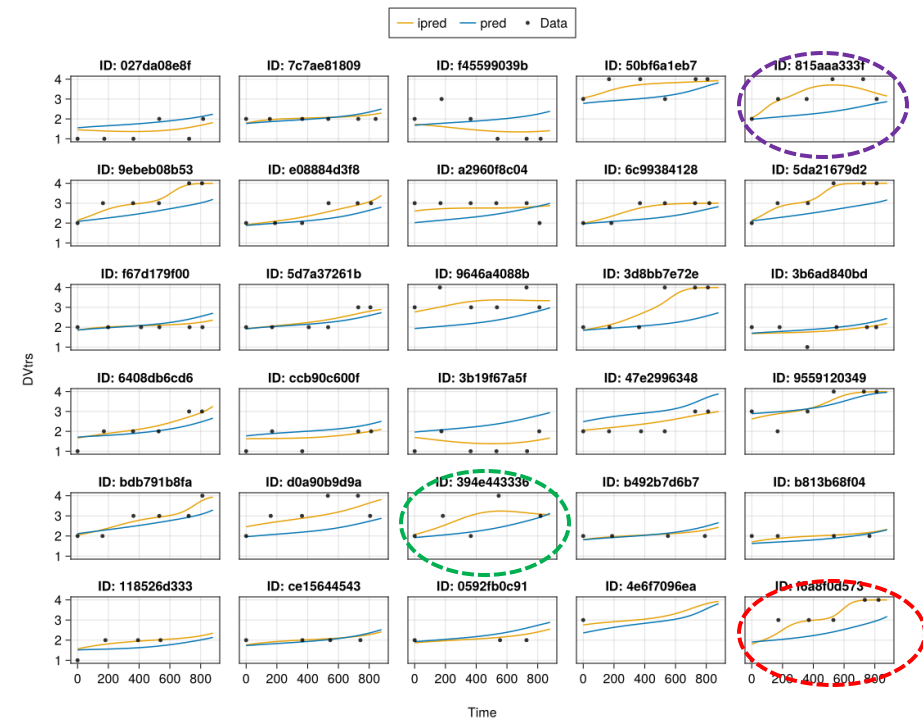 ipred pred Data
ID: 027da08e8f ID: 7c7ae81809 ID: f45599039b ID: 50bf6a1eb7 ID: 815aaa333f
4
3
2
1
ID: 9ebeb08b53 ID: e08884d3f8 ID: a2960f8c04 ID: 6c99384128 ID: 5da21679d2
4
3
2
1
ID: f67d179f00 ID: 5d7a37261b ID: 9646a4088b ID: 3d8bb7e72e ID: 3b6ad840bd
4
3
2
1
DVtrs
ID: 6408db6cd6 ID: ccb90c600f ID: 3b19f67a5f ID: 47e2996348 ID: 9559120349
4
3
2
1
ID: bdb791b8fa ID: d0a90b9d9a ID: 394e443336 ID: b492b7d6b7 ID: b813b68f04
4
3
2
1
ID: 118526d333 ID: ce15644543 ID: 0592fb0c91 ID: 4e6f7096ea ID: f6a8f0d573
4
3
2
1
0 200 400 600 800 0 200 400 600 800 0 200 400 600 800 0 200 400 600 800 0 200 400 600 800
Time